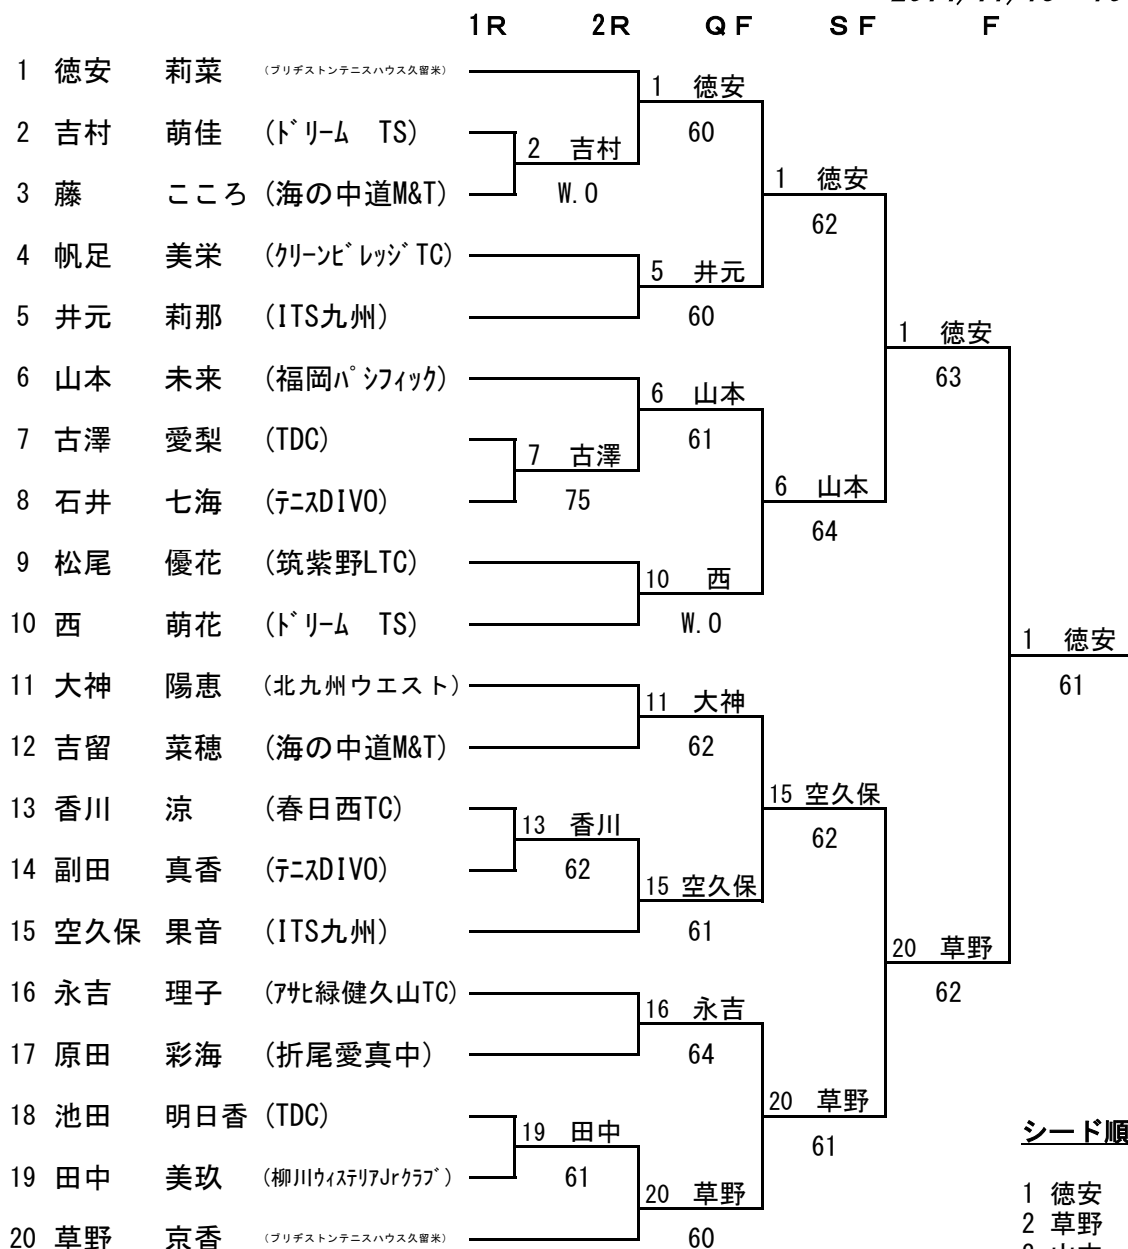 1R 2R QF SF F
1 徳安 莉菜 (ブリヂストンテニスハウス久留米)
1 徳安
2 吉村 萌佳 (ドリーム TS)
60
2 吉村
1 徳安
3 藤 こころ (海の中道M&T)
W.O
62
4 帆足 美栄 (クリーンビレッジTC)
5 井元
5 井元 莉那 (ITS九州)
60
1 徳安
6 山本 未来 (福岡パシフィック)
63
6 山本
7 古澤 愛梨 (TDC)
61
7 古澤
6 山本
8 石井 七海 (テニスDIVO)
75
64
9 松尾 優花 (筑紫野LTC)
10 西
10 西 萌花 (ドリーム TS)
W.O
1 徳安
11 大神 陽恵 (北九州ウエスト)
61
11 大神
12 吉留 菜穂 (海の中道M&T)
62
15 空久保
13 香川 涼 (春日西TC)
13 香川
62
14 副田 真香 (テニスDIVO)
62
15 空久保
15 空久保 果音 (ITS九州)
61
20 草野
16 永吉 理子 (アサヒ緑健久山TC)
62
16 永吉
17 原田 彩海 (折尾愛真中)
64
20 草野
18 池田 明日香 (TDC)
19 田中
61
シード順
19 田中 美玖 (柳川ウィステリアJrクラブ)
61
20 草野
1 徳安
2 草野
20 草野 京香 (ブリヂストンテニスハウス久留米)
60